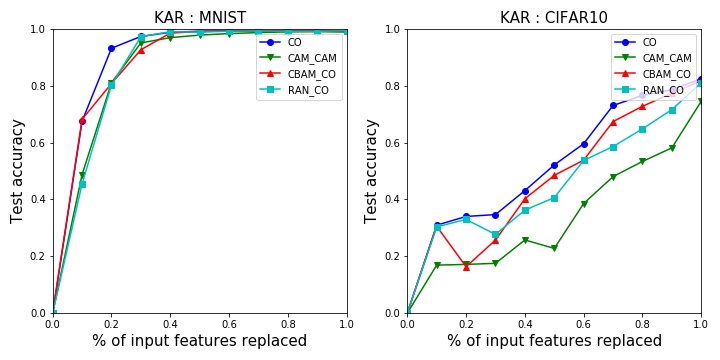 KAR : MNIST
Test accuracy
1.0
0.8
0.6
0.4
0.2
0.0
CO
CAM_CAM
CBAM_CO
RAN_CO
0.0 0.2 0.4 0.6 0.8 1.0
% of input features replaced
KAR : CIFAR10
Test accuracy
1.0
0.8
0.6
0.4
0.2
0.0
CO
CAM_CAM
CBAM_CO
RAN_CO
0.0 0.2 0.4 0.6 0.8 1.0
% of input features replaced